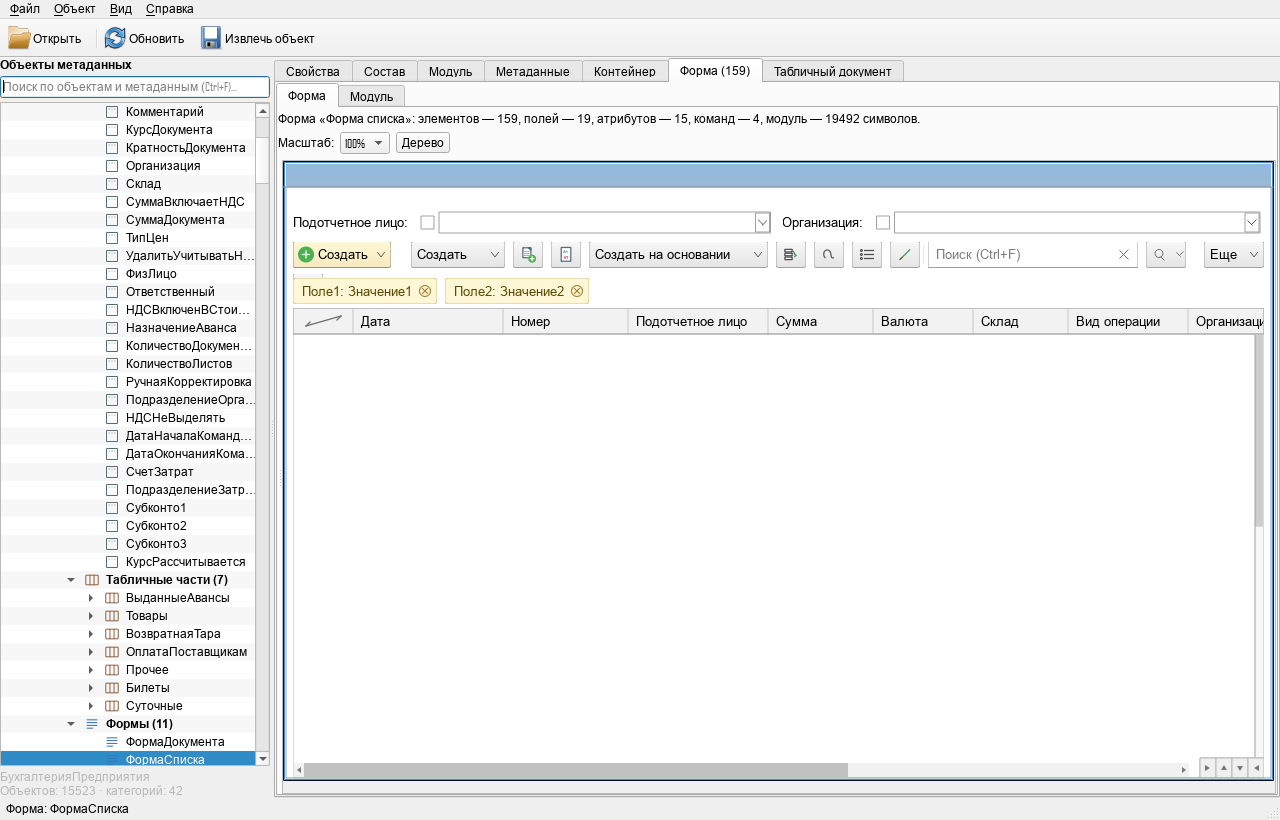 Файл Объект Вид Справка
Открыть Обновить Извлечь объект
Объекты метаданных
Поиск по объектам и метаданным (Ctrl+F)...
Комментарий
КурсДокумента
КратностьДокумента
Организация
Склад
СуммаВключаетНДС
СуммаДокумента
ТипЦен
УдалитьУчитыватьН...
ФизЛицо
Ответственный
НДСВключенВСтои...
НазначениеАванса
КоличествоДокумен...
КоличествоЛистов
РучнаяКорректировка
ПодразделениеОрга...
НДСНеВыделять
ДатаНачалаКоманд...
ДатаОкончанияКома...
СчетЗатрат
ПодразделениеЗатр...
Субконто1
Субконто2
Субконто3
КурсРассчитывается
Табличные части (7)
ВыданныеАвансы
Товары
ВозвратнаяТара
ОплатаПоставщикам
Прочее
Билеты
Суточные
Формы (11)
ФормаДокумента
ФормаСписка
БухгалтерияПредприятия
Объектов: 15523 · категорий: 42
Свойства Состав Модуль Метаданные Контейнер Форма (159) Табличный документ
Форма Модуль
Форма «Форма списка»: элементов — 159, полей — 19, атрибутов — 15, команд — 4, модуль — 19492 символов.
Масштаб: 100% Дерево
Подотчетное лицо: Организация:
Создать Создать Создать на основании Поиск (Ctrl+F) Еще
Поле1: Значение1 Поле2: Значение2
Дата Номер Подотчетное лицо Сумма Валюта Склад Вид операции Организаци
Форма: ФормаСписка